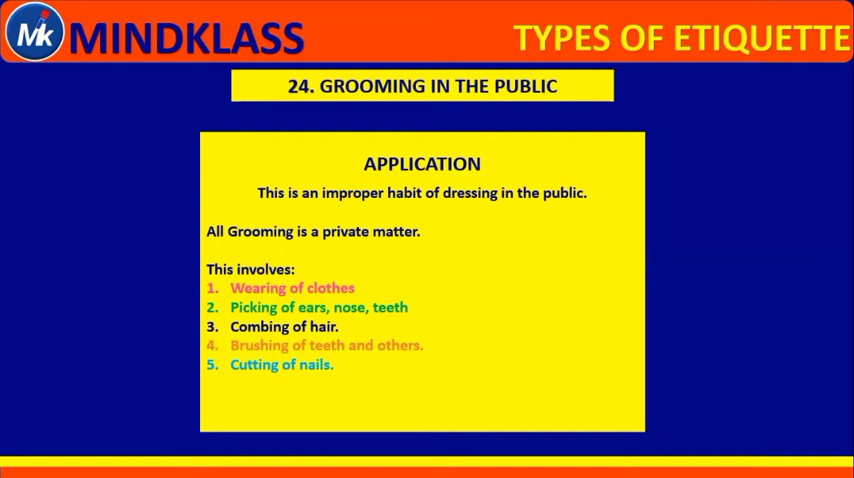 Mk MINDKLASS
TYPES OF ETIQUETTE
24. GROOMING IN THE PUBLIC
APPLICATION
This is an improper habit of dressing in the public.
All Grooming is a private matter.
This involves:
1. Wearing of clothes
2. Picking of ears, nose, teeth
3. Combing of hair.
4. Brushing of teeth and others.
5. Cutting of nails.